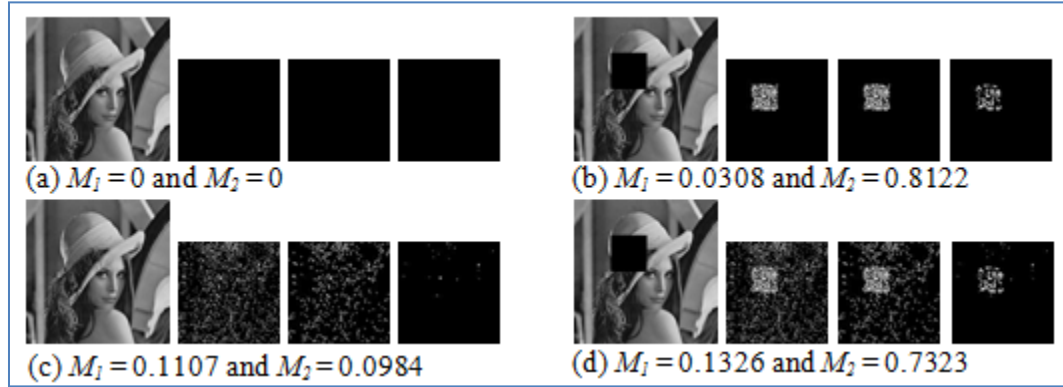 (a) M₁ = 0 and M₂ = 0
(b) M₁ = 0.0308 and M₂ = 0.8122
(c) M₁ = 0.1107 and M₂ = 0.0984
(d) M₁ = 0.1326 and M₂ = 0.7323